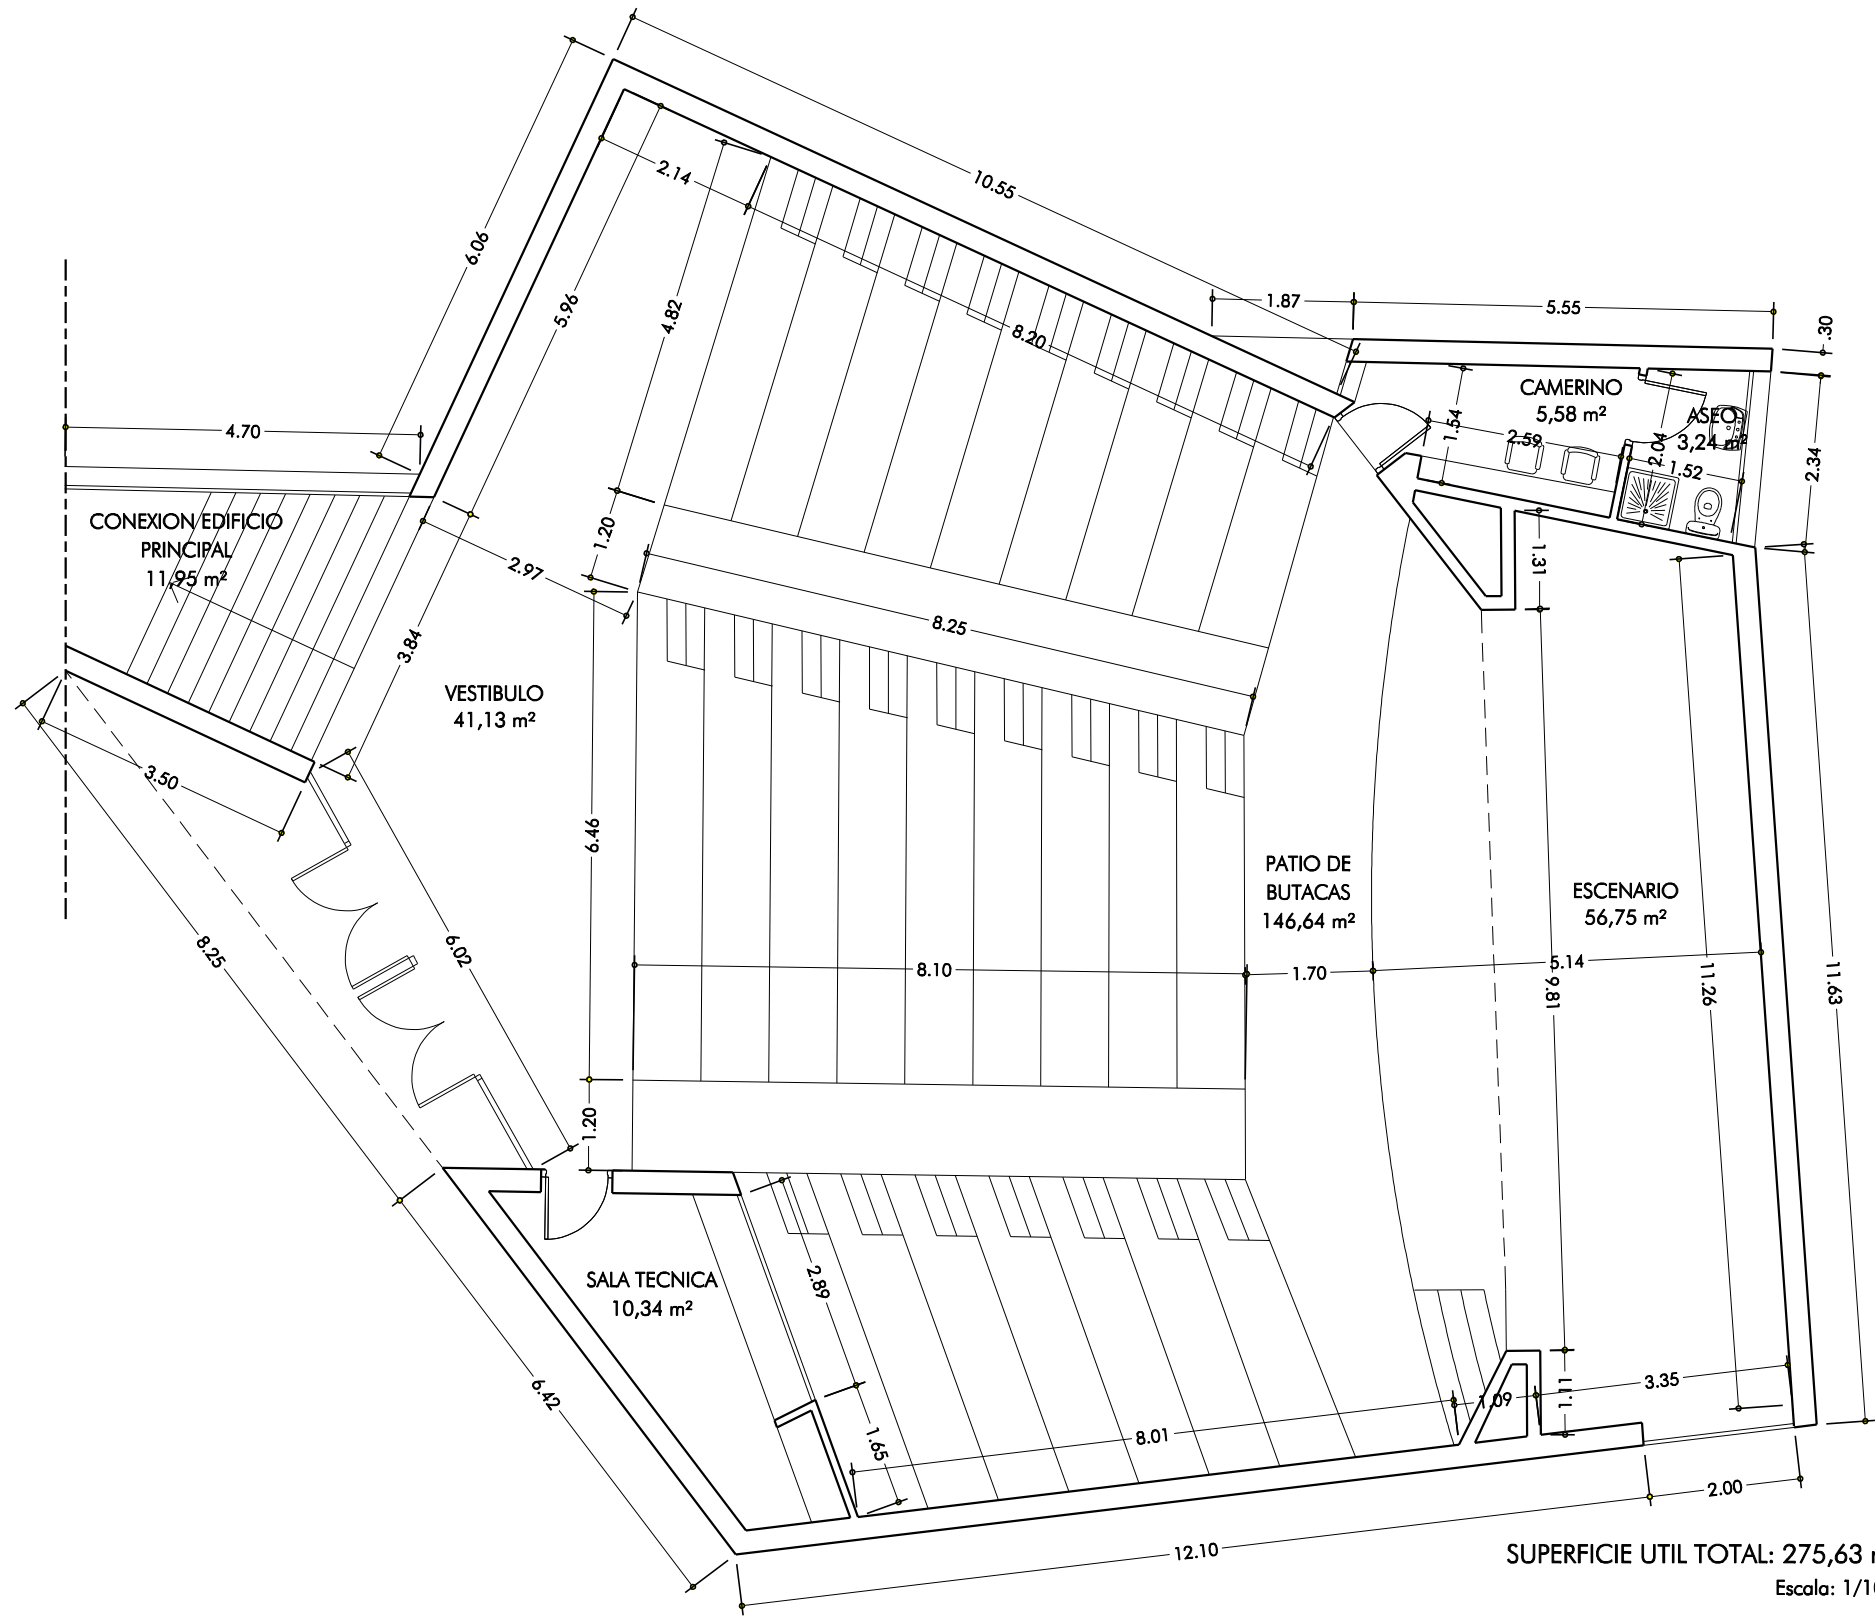 10.55
2.14
6.06
5.96
4.82
8.20
1.87
5.55
.30
CAMERINO
5,58 m²
ASEO
3,24 m²
1.54
2.59
2.04
1.52
2.34
4.70
CONEXION EDIFICIO
PRINCIPAL
11,95 m²
1.20
2.97
1.31
8.25
3.84
VESTIBULO
41,13 m²
3.50
6.46
PATIO DE
BUTACAS
146,64 m²
ESCENARIO
56,75 m²
8.25
6.02
8.10
1.70
5.14
9.81
11.26
11.63
1.20
SALA TECNICA
10,34 m²
2.89
6.42
1.65
8.01
1.09
1.11
3.35
2.00
12.10
SUPERFICIE UTIL TOTAL: 275,63
Escala: 1/10